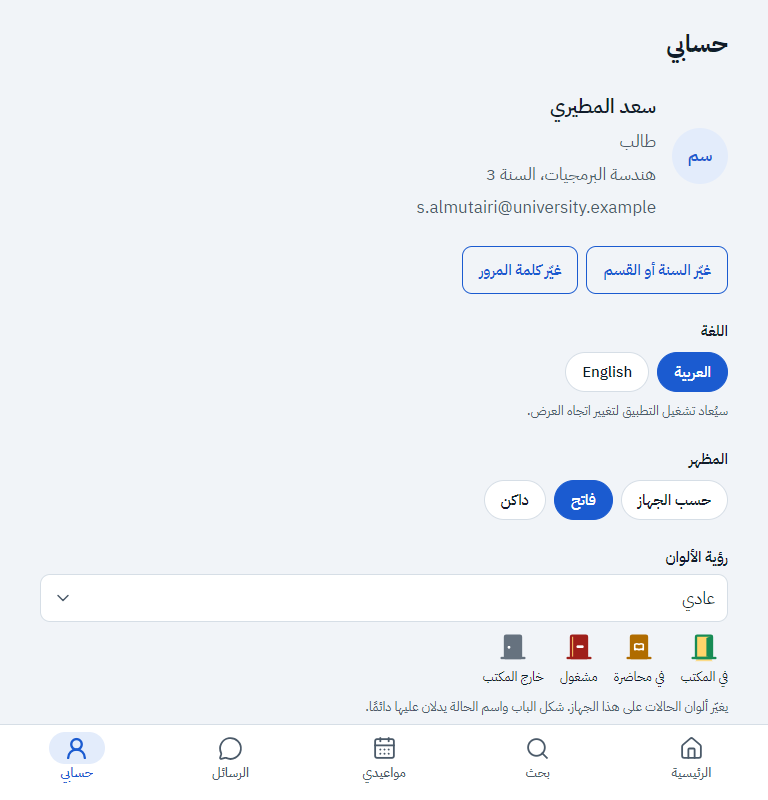 حسابي
سم
سعد المطيري
طالب
هندسة البرمجيات، السنة 3
s.almutairi@university.example
غيّر السنة أو القسم
غيّر كلمة المرور
اللغة
العربية
English
سيُعاد تشغيل التطبيق لتغيير اتجاه العرض.
المظهر
حسب الجهاز
فاتح
داكن
رؤية الألوان
عادي
في المكتب
في محاضرة
مشغول
خارج المكتب
يغيّر ألوان الحالات على هذا الجهاز. شكل الباب واسم الحالة يدلان عليها دائمًا.
الرئيسية
بحث
مواعيدي
الرسائل
حسابي